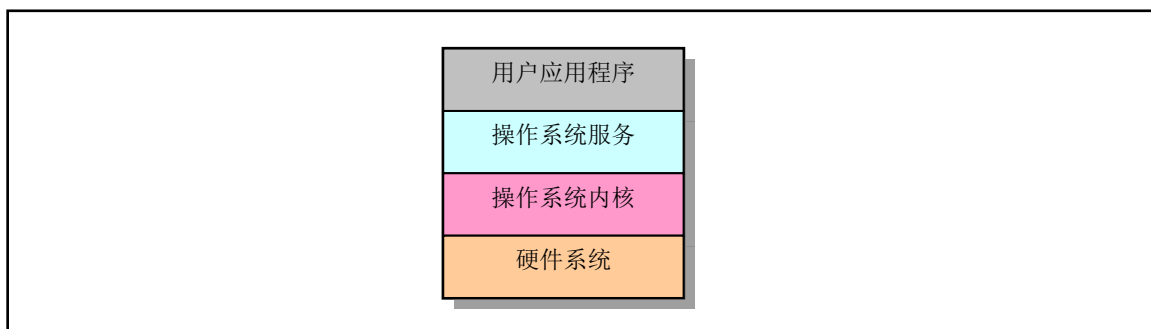 用户应用程序
操作系统服务
操作系统内核
硬件系统